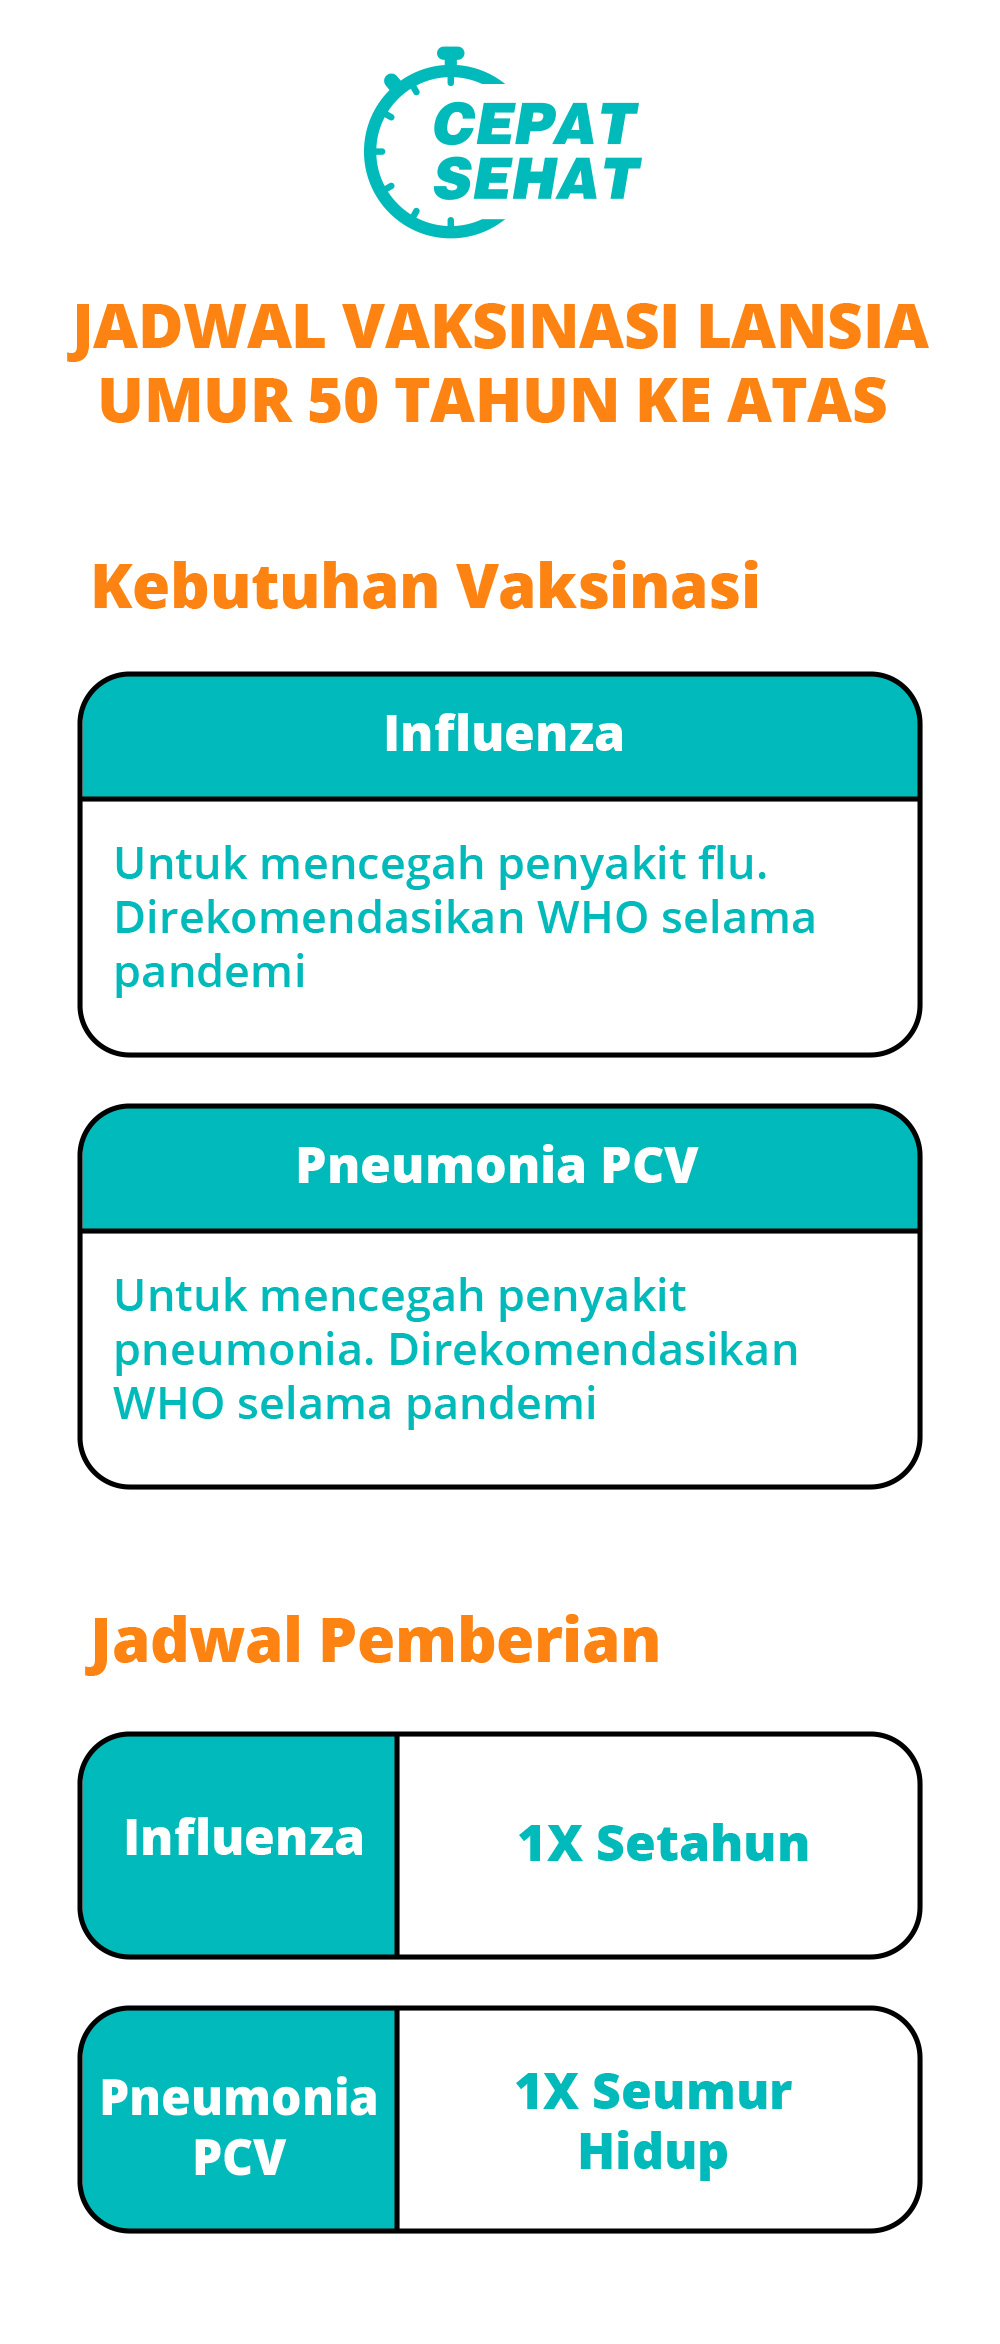 CEPAT
SEHAT
JADWAL VAKSINASI LANSIA
UMUR 50 TAHUN KE ATAS
Kebutuhan Vaksinasi
Influenza
Untuk mencegah penyakit flu.
Direkomendasikan WHO selama
pandemi
Pneumonia PCV
Untuk mencegah penyakit
pneumonia. Direkomendasikan
WHO selama pandemi
Jadwal Pemberian
Influenza
1X Setahun
Pneumonia
PCV
1X Seumur
Hidup